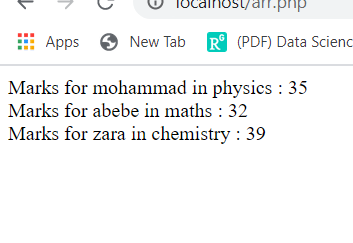 localhost/arr.php
Apps New Tab RG (PDF) Data Scienc
Marks for mohammad in physics : 35
Marks for abebe in maths : 32
Marks for zara in chemistry : 39